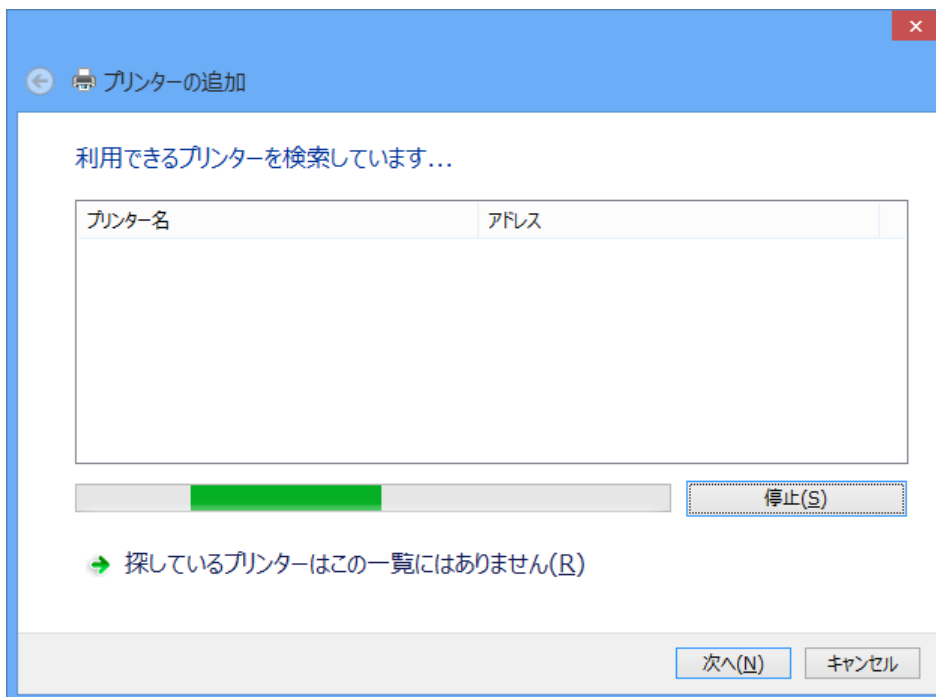 プリンターの追加
利用できるプリンターを検索しています...
プリンター名 アドレス
停止(S)
探しているプリンターはこの一覧にはありません(R)
次へ(N) キャンセル